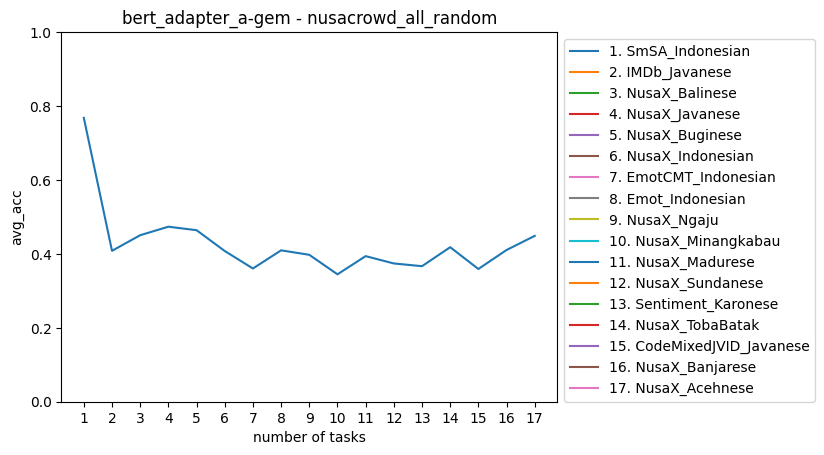 bert_adapter_a-gem - nusacrowd_all_random
1.0
0.8
0.6
0.4
0.2
0.0
avg_acc
1 2 3 4 5 6 7 8 9 10 11 12 13 14 15 16 17
number of tasks
1. SmSA_Indonesian
2. IMDb_Javanese
3. NusaX_Balinese
4. NusaX_Javanese
5. NusaX_Buginese
6. NusaX_Indonesian
7. EmotCMT_Indonesian
8. Emot_Indonesian
9. NusaX_Ngaju
10. NusaX_Minangkabau
11. NusaX_Madurese
12. NusaX_Sundanese
13. Sentiment_Karonese
14. NusaX_TobaBatak
15. CodeMixedJVID_Javanese
16. NusaX_Banjarese
17. NusaX_Acehnese